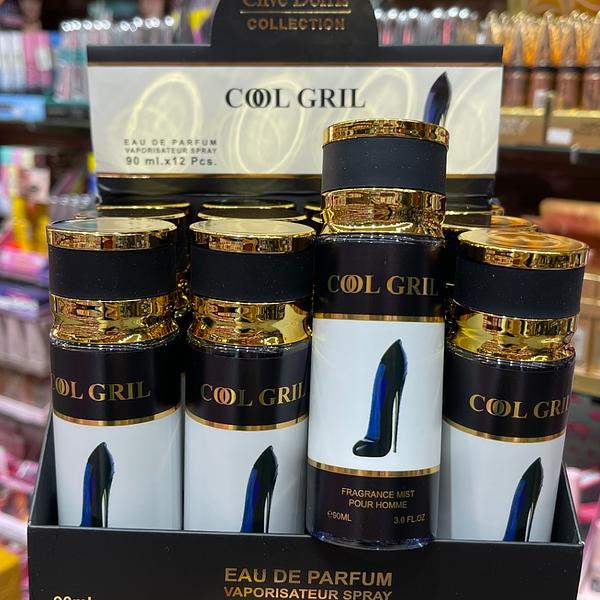 COLLECTION
COOL GRIL
EAU DE PARFUM
VAPORISATEUR SPRAY
90 ml.x12 Pcs.
COOL GRIL
COOL GRIL
COOL GRIL
COOL GRI
FRAGRANCE MIST
POUR HOMME
℮90ML 3.0 FL.OZ
EAU DE PARFUM
VAPORISATEUR SPRAY